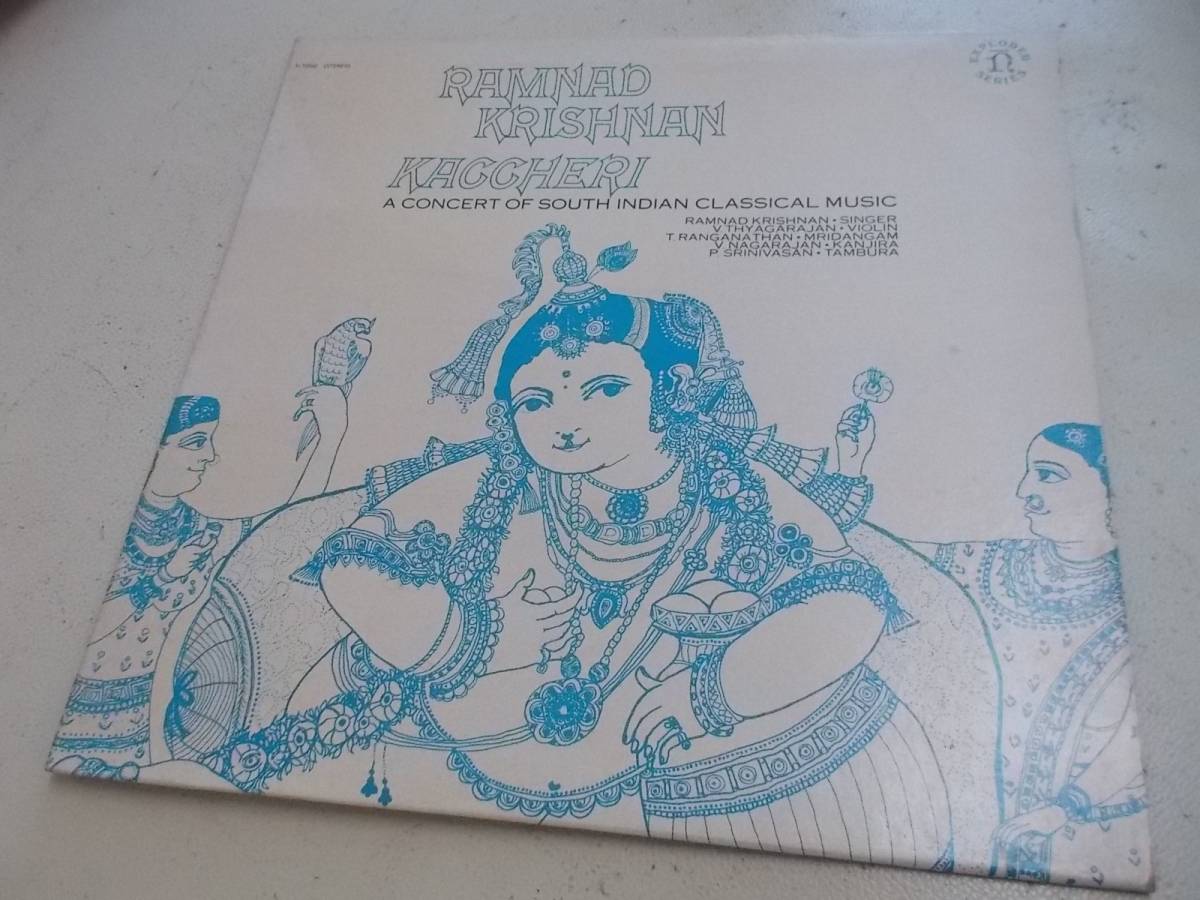 STEREO
EXPLORER
n
SERIES
RAMNAD
KRISHNAN
KACCHERI
A CONCERT OF SOUTH INDIAN CLASSICAL MUSIC
RAMNAD KRISHNAN • SINGER
V. THYAGARAJAN • VIOLIN
T. RANGANATHAN • MRIDANGAM
V. NAGARAJAN • KANJIRA
P. SRINIVASAN • TAMBURA